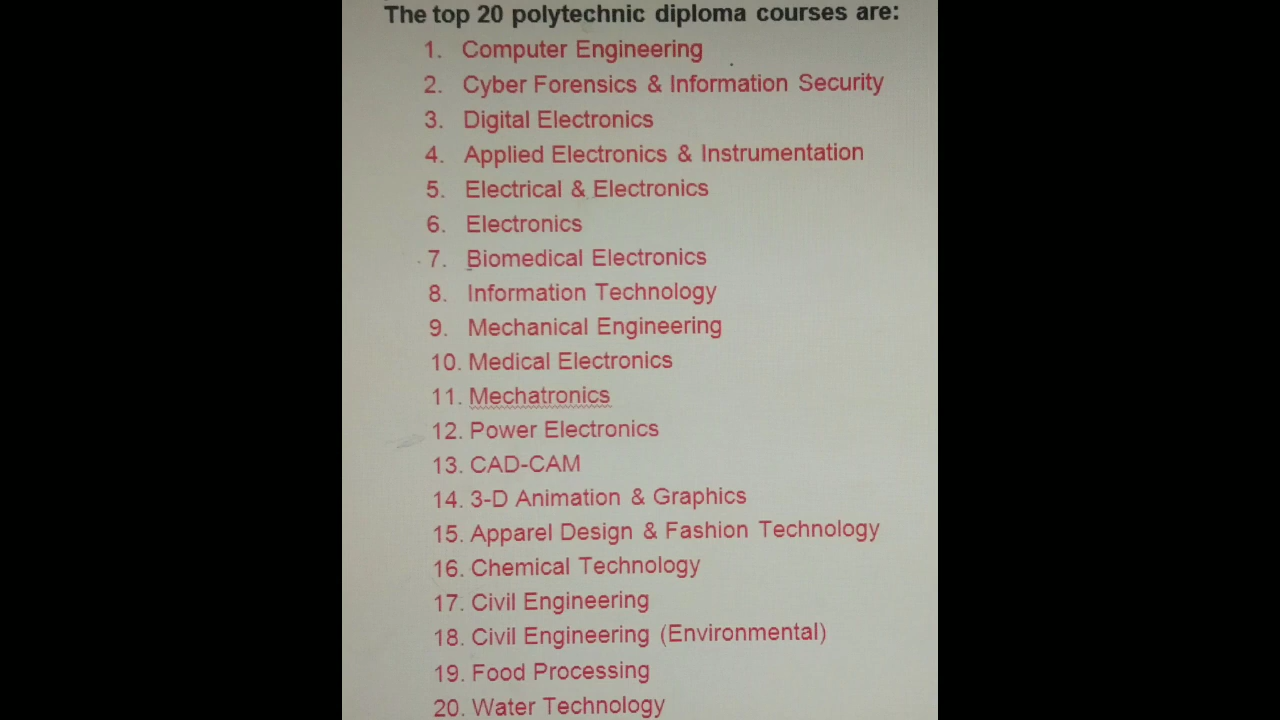 The top 20 polytechnic diploma courses are:
1. Computer Engineering
2. Cyber Forensics & Information Security
3. Digital Electronics
4. Applied Electronics & Instrumentation
5. Electrical & Electronics
6. Electronics
7. Biomedical Electronics
8. Information Technology
9. Mechanical Engineering
10. Medical Electronics
11. Mechatronics
12. Power Electronics
13. CAD-CAM
14. 3-D Animation & Graphics
15. Apparel Design & Fashion Technology
16. Chemical Technology
17. Civil Engineering
18. Civil Engineering (Environmental)
19. Food Processing
20. Water Technology